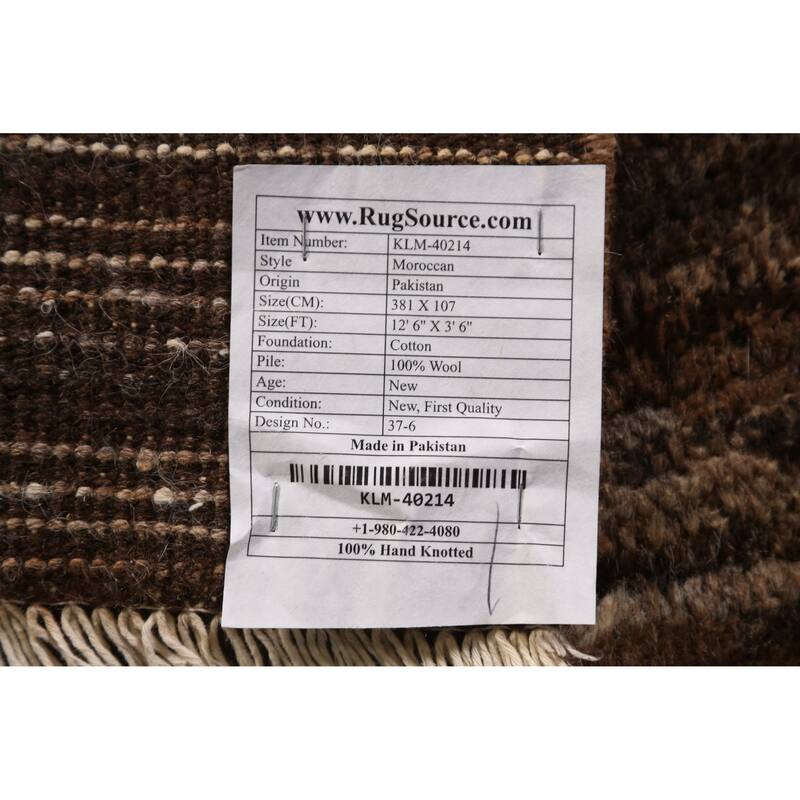 www.RugSource.com
Item Number: KLM-40214
Style Moroccan
Origin Pakistan
Size(CM): 381 X 107
Size(FT): 12' 6" X 3' 6"
Foundation: Cotton
Pile: 100% Wool
Age: New
Condition: New, First Quality
Design No.: 37-6
Made in Pakistan
KLM-40214
+1-980-422-4080
100% Hand Knotted